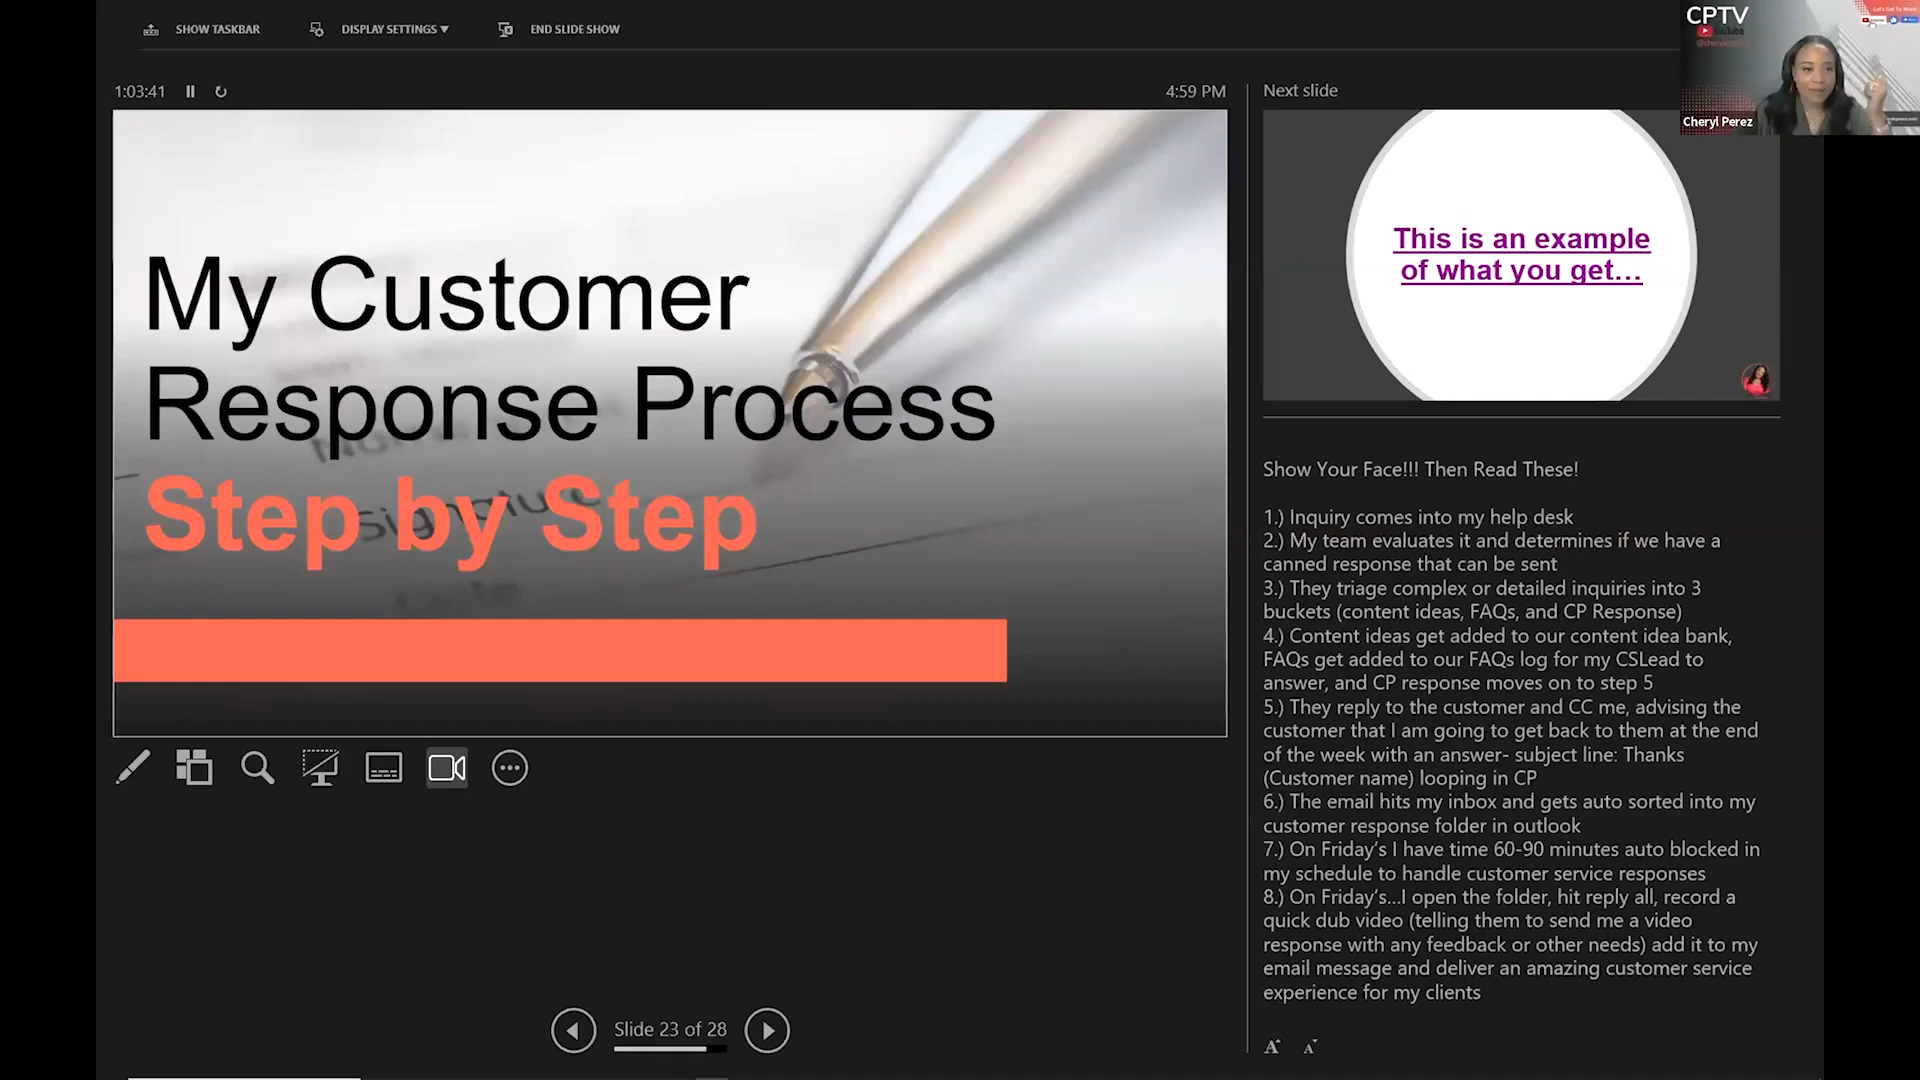 SHOW TASKBAR
DISPLAY SETTINGS
END SLIDE SHOW
CPTV
Let's Get To Work
Cheryl Perez
1:03:41
4:59 PM
Next slide
My Customer
Response Process
Step by Step
Signature
This is an example
of what you get...
Show Your Face!!! Then Read These!
1.) Inquiry comes into my help desk
2.) My team evaluates it and determines if we have a
canned response that can be sent
3.) They triage complex or detailed inquiries into 3
buckets (content ideas, FAQs, and CP Response)
4.) Content ideas get added to our content idea bank,
FAQs get added to our FAQs log for my CSLead to
answer, and CP response moves on to step 5
5.) They reply to the customer and CC me, advising the
customer that I am going to get back to them at the end
of the week with an answer- subject line: Thanks
(Customer name) looping in CP
6.) The email hits my inbox and gets auto sorted into my
customer response folder in outlook
7.) On Friday’s I have time 60-90 minutes auto blocked in
my schedule to handle customer service responses
8.) On Friday’s...I open the folder, hit reply all, record a
quick dub video (telling them to send me a video
response with any feedback or other needs) add it to my
email message and deliver an amazing customer service
experience for my clients
Slide 23 of 28
A A